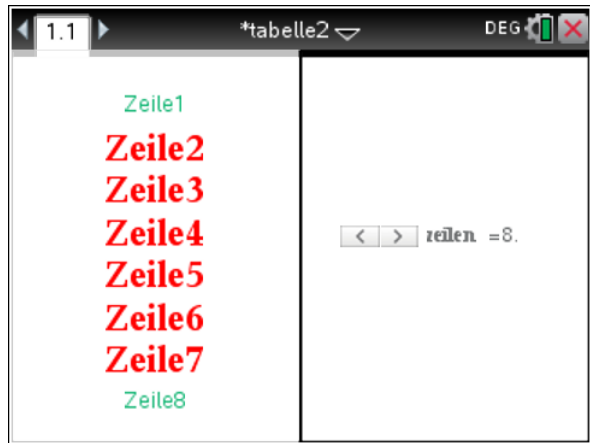 1.1 *tabelle2 DEG
Zeile1
Zeile2
Zeile3
Zeile4
Zeile5
Zeile6
Zeile7
Zeile8
< > zeilen =8.